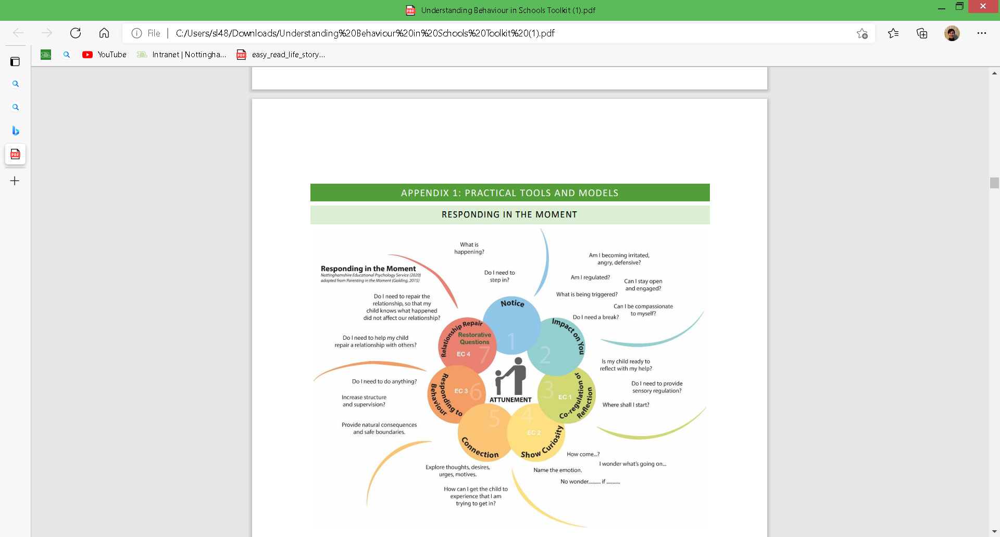 Understanding Behaviour in Schools Toolkit (1).pdf
File | C:/Users/sl48/Downloads/Understanding%20Behaviour%20in%20Schools%20Toolkit%20(1).pdf
YouTube
Intranet | Nottingha...
easy_read_life_story...
APPENDIX 1: PRACTICAL TOOLS AND MODELS
RESPONDING IN THE MOMENT
Responding in the Moment
Nottinghamshire Educational Psychology Service (2020)
adapted from Parenting in the Moment (Golding, 2015)
What is
happening?
Do I need to
step in?
Notice
1
Am I becoming irritated,
angry, defensive?
Am I regulated?
Can I stay open
and engaged?
What is being triggered?
Can I be compassionate
to myself?
Do I need a break?
Impact on You
2
Is my child ready to
reflect with my help?
Do I need to provide
sensory regulation?
Where shall I start?
Co-regulation or
Reflection
EC 1
3
How come...?
I wonder what's going on...
Name the emotion.
No wonder.......... if ...........
Show Curiosity
EC 2
4
Explore thoughts, desires,
urges, motives.
How can I get the child to
experience that I am
trying to get in?
Connection
5
Do I need to do anything?
Increase structure
and supervision?
Provide natural consequences
and safe boundaries.
Responding to
Behaviour
EC 3
6
Do I need to repair the
relationship, so that my
child knows what happened
did not affect our relationship?
Do I need to help my child
repair a relationship with others?
Relationship Repair
Restorative
Questions
EC 4
7
ATTUNEMENT